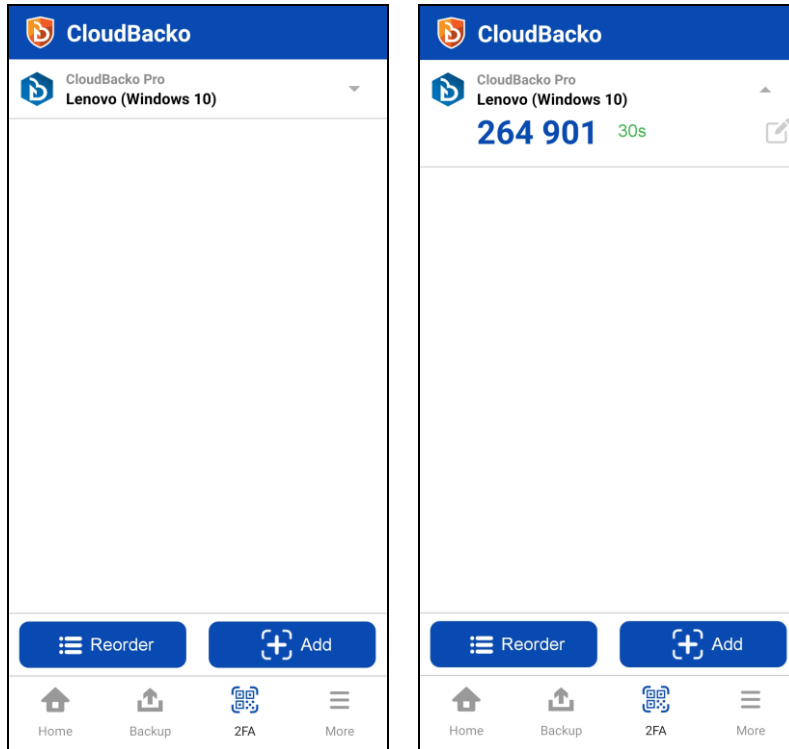 CloudBacko
CloudBacko Pro
Lenovo (Windows 10)
Reorder
Add
Home
Backup
2FA
More
CloudBacko
CloudBacko Pro
Lenovo (Windows 10)
264 901
30s
Reorder
Add
Home
Backup
2FA
More